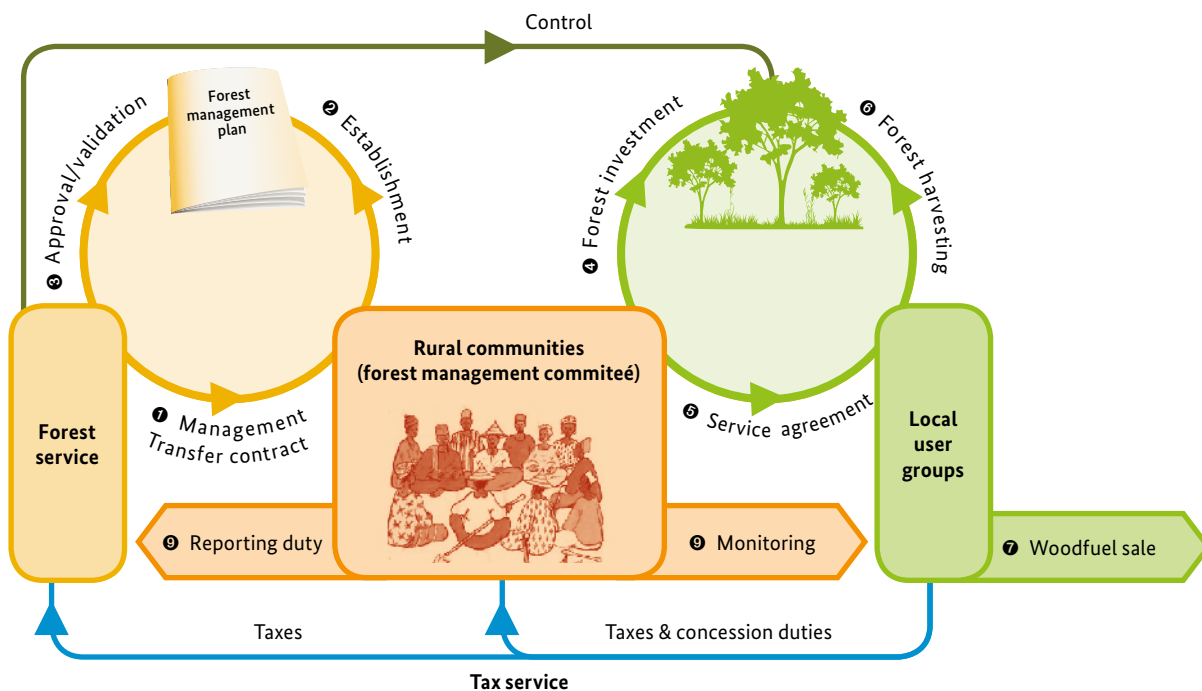 Control
Forest
management
plan
❸ Approval/validation
❷ Establishment
❹ Forest investment
❻ Forest harvesting
Rural communities
(forest management commiteé)
❶ Management
Transfer contract
❺ Service agreement
Forest
service
Local
user
groups
❾ Reporting duty
❾ Monitoring
❼ Woodfuel sale
Taxes
Taxes & concession duties
Tax service